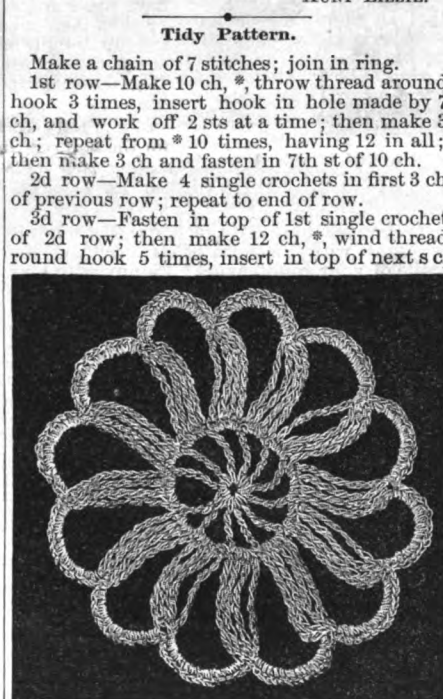 Tidy Pattern.
Make a chain of 7 stitches; join in ring.
1st row—Make 10 ch, *, throw thread around
hook 3 times, insert hook in hole made by 7
ch, and work off 2 sts at a time; then make 3
ch; repeat from * 10 times, having 12 in all;
then make 3 ch and fasten in 7th st of 10 ch.
2d row—Make 4 single crochets in first 3 ch
of previous row; repeat to end of row.
3d row—Fasten in top of 1st single crochet
of 2d row; then make 12 ch, *, wind thread
round hook 5 times, insert in top of next s c